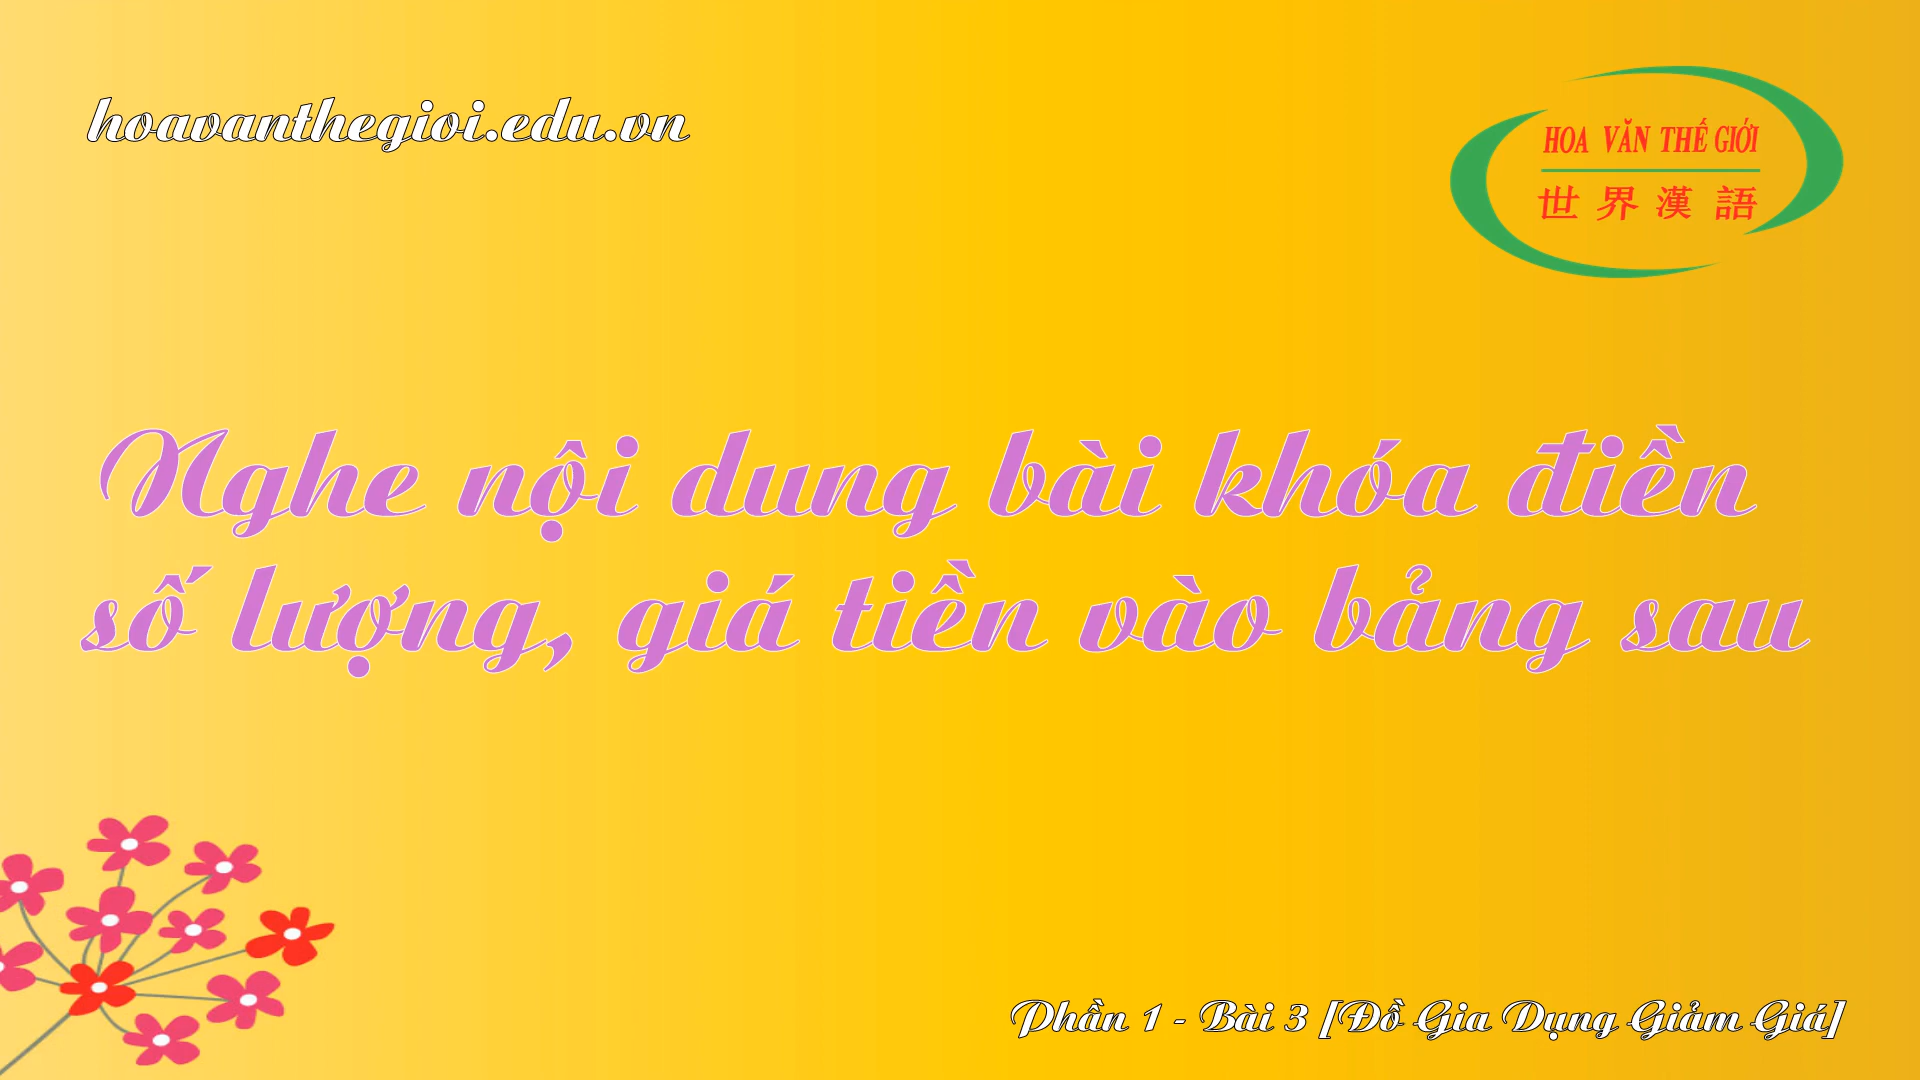 hoavanthegioi.edu.vn
HOA VĂN THẾ GIỚI
世界漢語
Nghe nội dung bài khóa điền
số lượng, giá tiền vào bảng sau
Phần 1 - Bài 3 [Đồ Gia Dụng Giảm Giá]